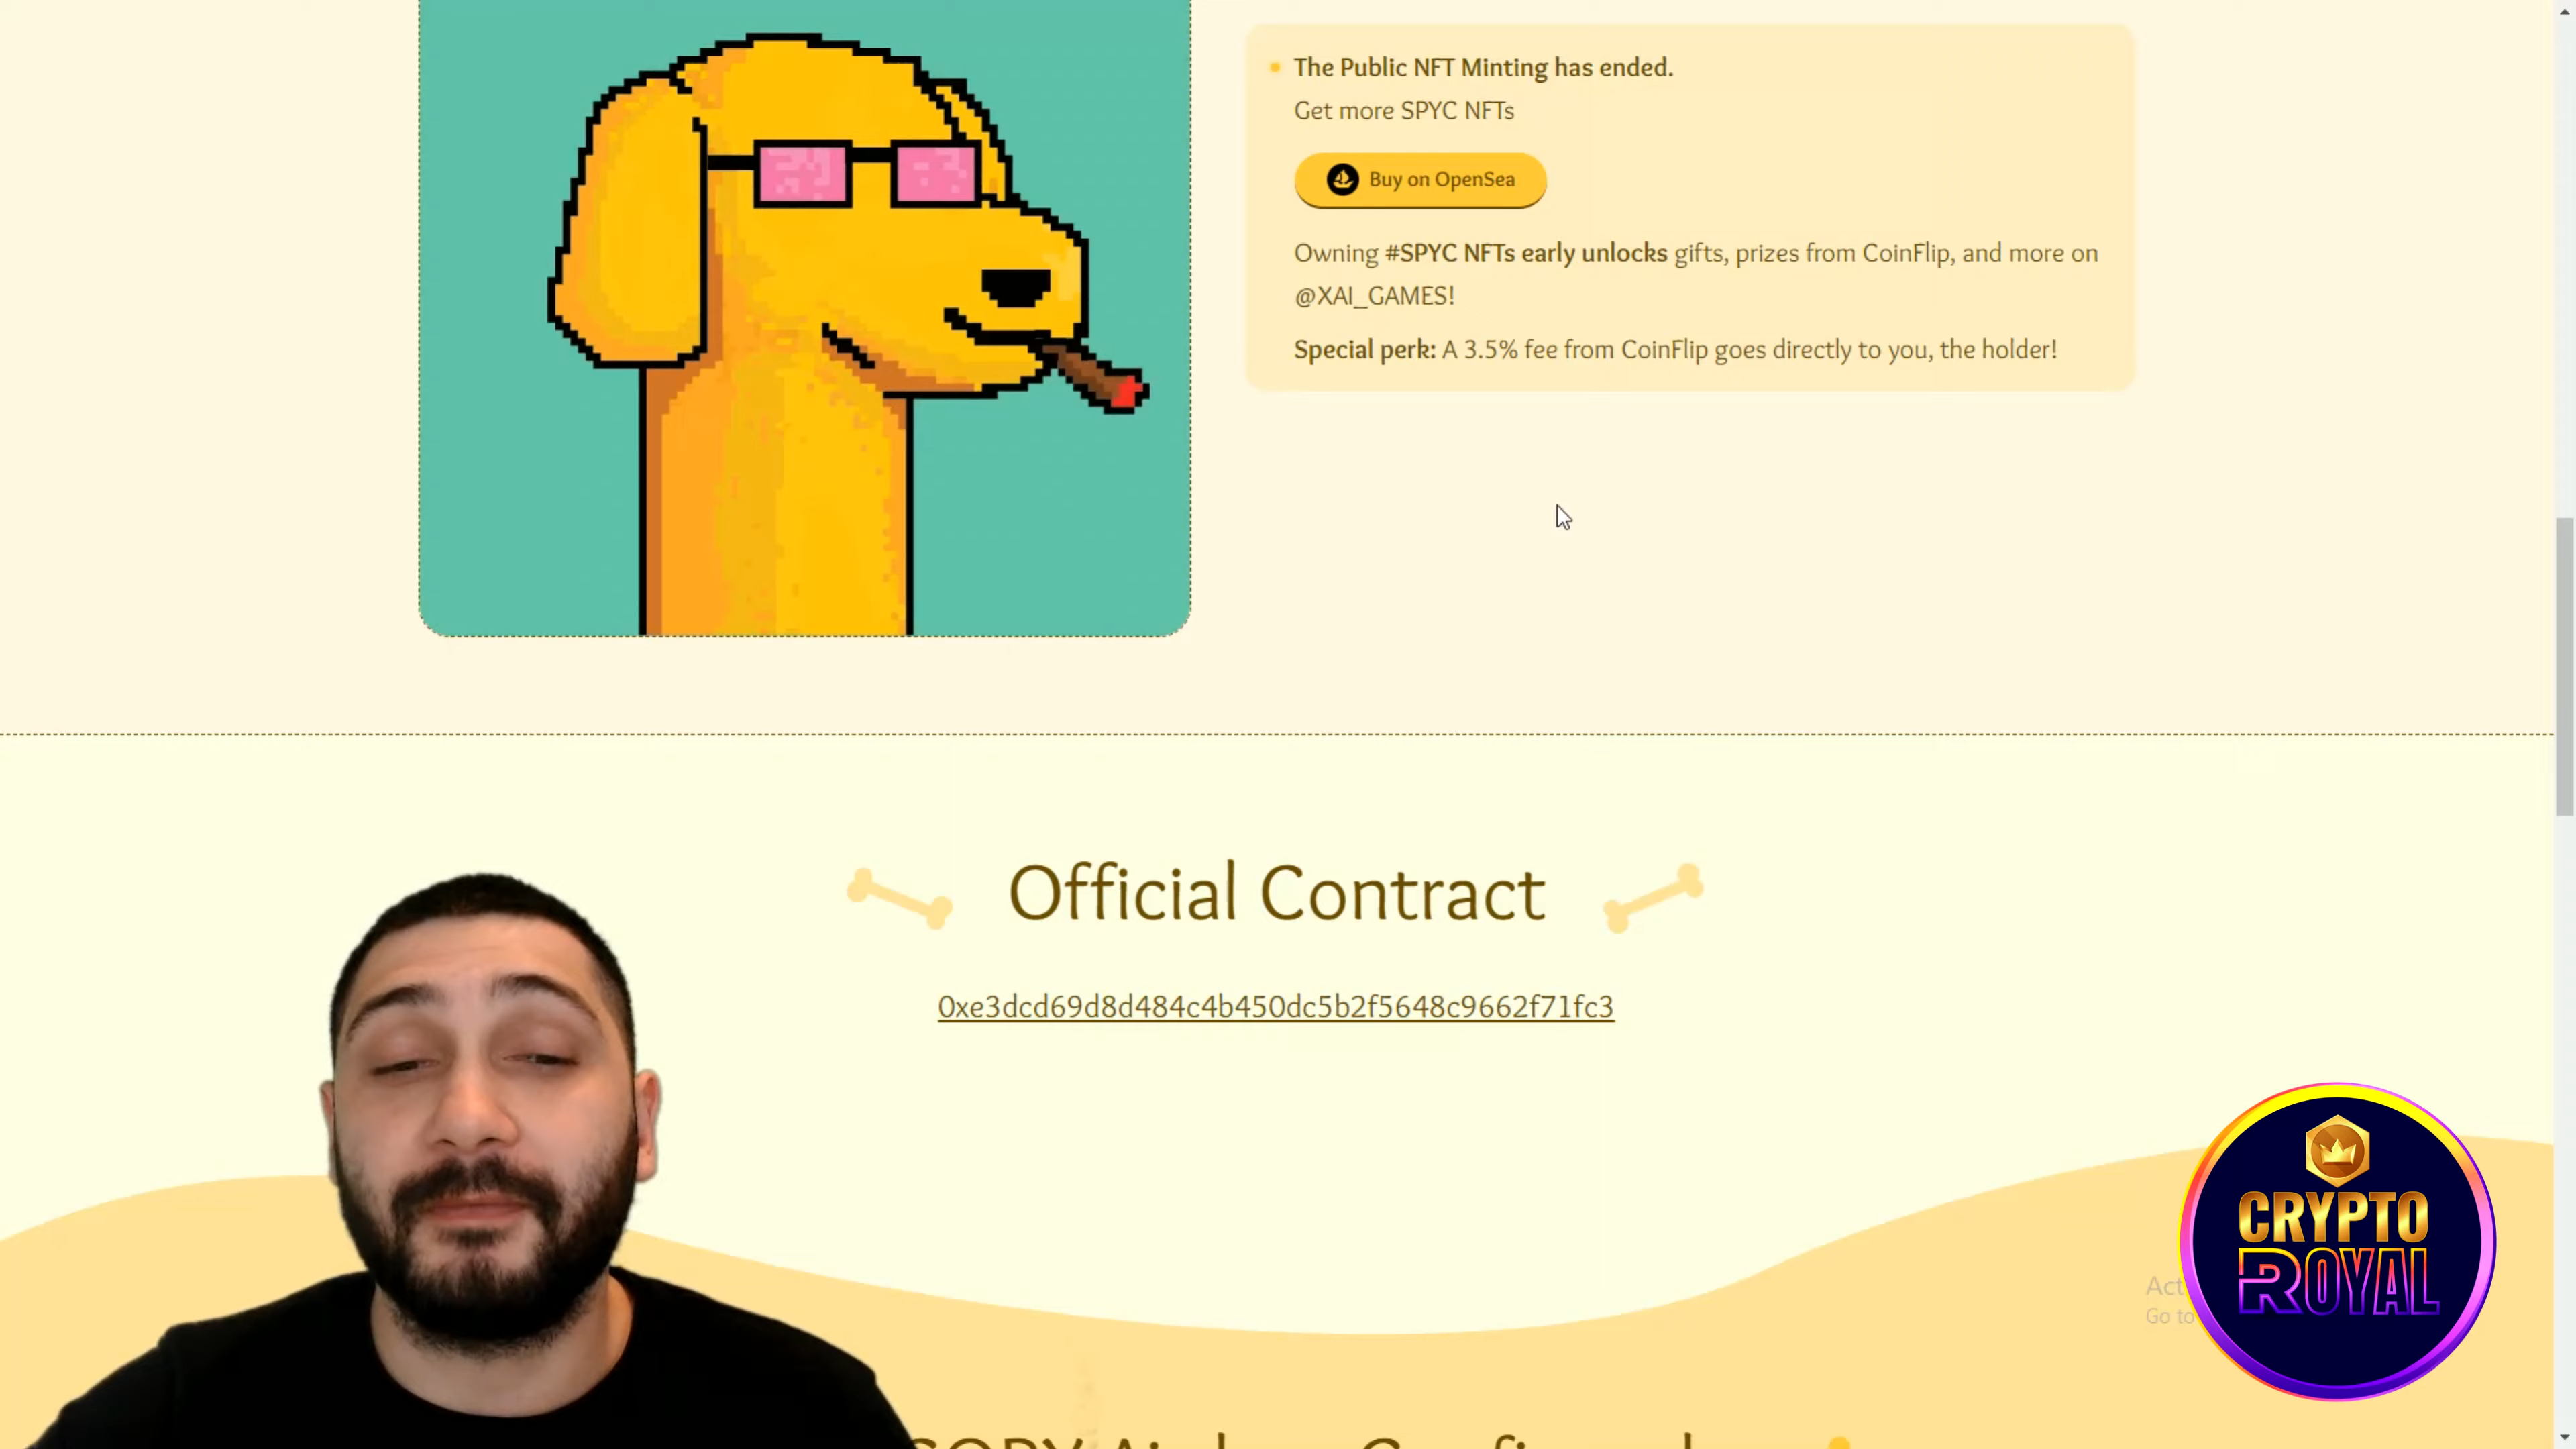 The Public NFT Minting has ended.
Get more SPYC NFTs
Buy on OpenSea
Owning #SPYC NFTs early unlocks gifts, prizes from CoinFlip, and more on
@XAI_GAMES!
Special perk: A 3.5% fee from CoinFlip goes directly to you, the holder!
Official Contract
0xe3dcd69d8d484c4b450dc5b2f5648c9662f71fc3
CRYPTO
ROYAL
Go to